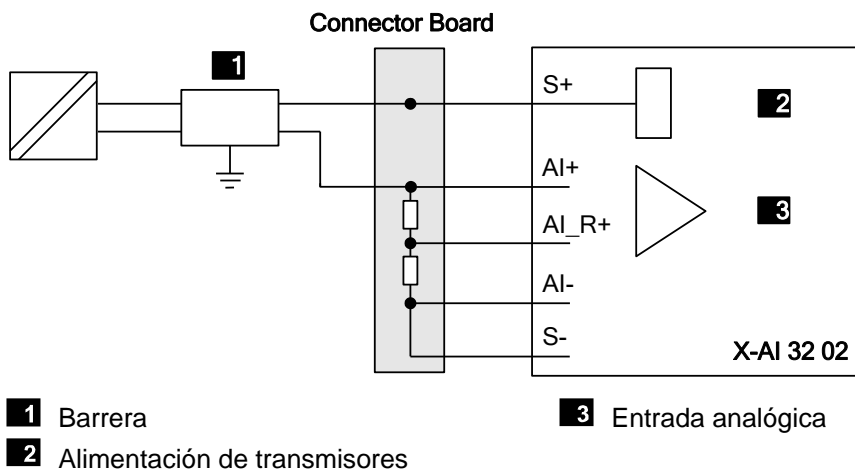 Connector Board
1
S+
2
AI+
3
AI_R+
AI-
S-
X-AI 32 02
1 Barrera
3 Entrada analógica
2 Alimentación de transmisores